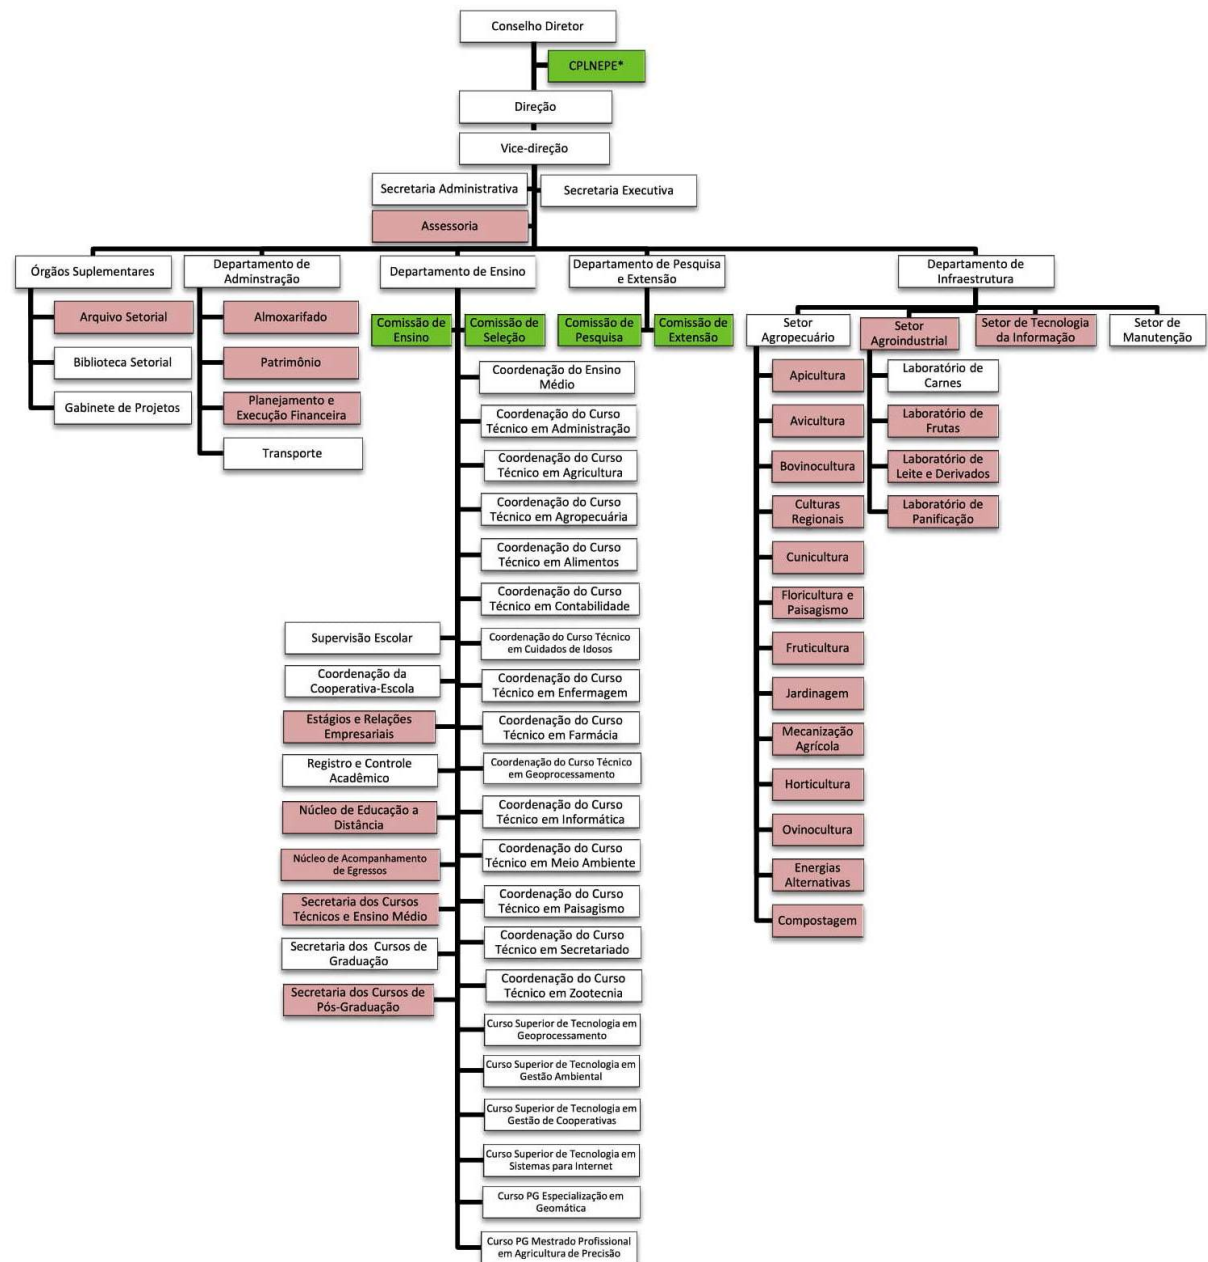 Conselho Diretor
CPLNEPE*
Direção
Vice-direção
Secretaria Administrativa
Secretaria Executiva
Assessoria
Órgãos Suplementares
Arquivo Setorial
Biblioteca Setorial
Gabinete de Projetos
Departamento de
Adminstração
Almoxarifado
Patrimônio
Planejamento e
Execução Financeira
Transporte
Departamento de Ensino
Comissão de
Ensino
Comissão de
Seleção
Supervisão Escolar
Coordenação da
Cooperativa-Escola
Estágios e Relações
Empresariais
Registro e Controle
Acadêmico
Núcleo de Educação a
Distância
Núcleo de Acompanhamento
de Egressos
Secretaria dos Cursos
Técnicos e Ensino Médio
Secretaria dos Cursos de
Graduação
Secretaria dos Cursos de
Pós-Graduação
Coordenação do Ensino
Médio
Coordenação do Curso
Técnico em Administração
Coordenação do Curso
Técnico em Agricultura
Coordenação do Curso
Técnico em Agropecuária
Coordenação do Curso
Técnico em Alimentos
Coordenação do Curso
Técnico em Contabilidade
Coordenação do Curso Técnico
em Cuidados de Idosos
Coordenação do Curso
Técnico em Enfermagem
Coordenação do Curso
Técnico em Farmácia
Coordenação do Curso Técnico
em Geoprocessamento
Coordenação do Curso
Técnico em Informática
Coordenação do Curso
Técnico em Meio Ambiente
Coordenação do Curso
Técnico em Paisagismo
Coordenação do Curso
Técnico em Secretariado
Coordenação do Curso
Técnico em Zootecnia
Curso Superior de Tecnologia em
Geoprocessamento
Curso Superior de Tecnologia em
Gestão Ambiental
Curso Superior de Tecnologia em
Gestão de Cooperativas
Curso Superior de Tecnologia em
Sistemas para Internet
Curso PG Especialização em
Geomática
Curso PG Mestrado Profissional
em Agricultura de Precisão
Departamento de Pesquisa
e Extensão
Comissão de
Pesquisa
Comissão de
Extensão
Departamento de
Infraestrutura
Setor
Agropecuário
Apicultura
Avicultura
Bovinocultura
Culturas
Regionais
Cunicultura
Floricultura e
Paisagismo
Fruticultura
Jardinagem
Mecanização
Agrícola
Horticultura
Ovinocultura
Energias
Alternativas
Compostagem
Setor
Agroindustrial
Laboratório de
Carnes
Laboratório de
Frutas
Laboratório de
Leite e Derivados
Laboratório de
Panificação
Setor de Tecnologia
da Informação
Setor de
Manutenção